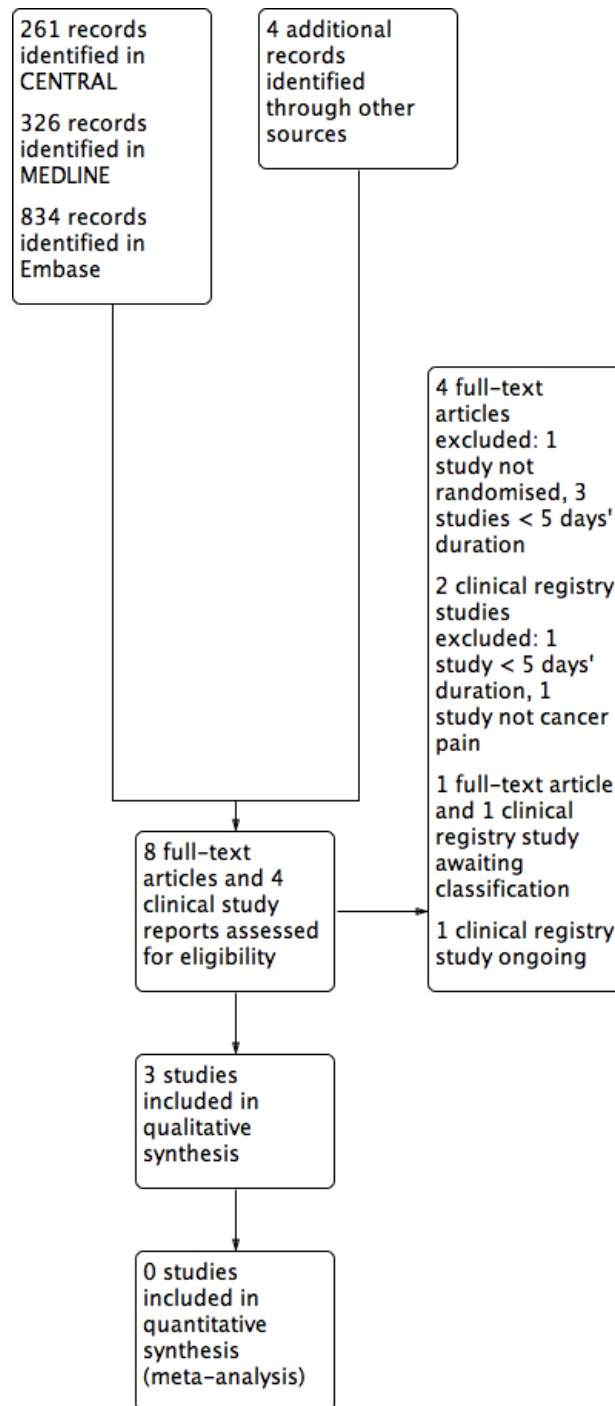 261 records
identified in
CENTRAL
326 records
identified in
MEDLINE
834 records
identified in
Embase
4 additional
records
identified
through other
sources
4 full-text
articles
excluded: 1
study not
randomised, 3
studies < 5 days'
duration
2 clinical registry
studies
excluded: 1
study < 5 days'
duration, 1
study not cancer
pain
1 full-text article
and 1 clinical
registry study
awaiting
classification
1 clinical registry
study ongoing
8 full-text
articles and 4
clinical study
reports assessed
for eligibility
3 studies
included in
qualitative
synthesis
0 studies
included in
quantitative
synthesis
(meta-analysis)